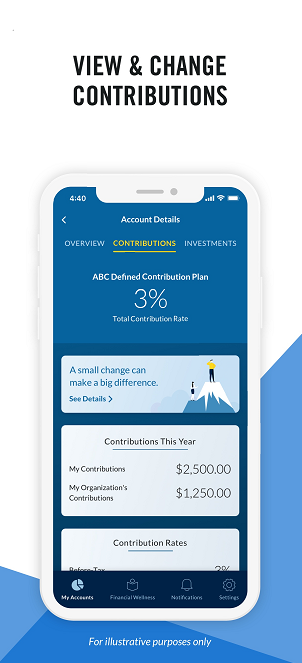 VIEW & CHANGE
CONTRIBUTIONS
4:40
Account Details
OVERVIEW CONTRIBUTIONS INVESTMENTS
ABC Defined Contribution Plan
3%
Total Contribution Rate
A small change can
make a big difference.
See Details
Contributions This Year
My Contributions $2,500.00
My Organization's
Contributions $1,250.00
Contribution Rates
Before-Tax 3%
My Accounts Financial Wellness Notifications Settings
For illustrative purposes only